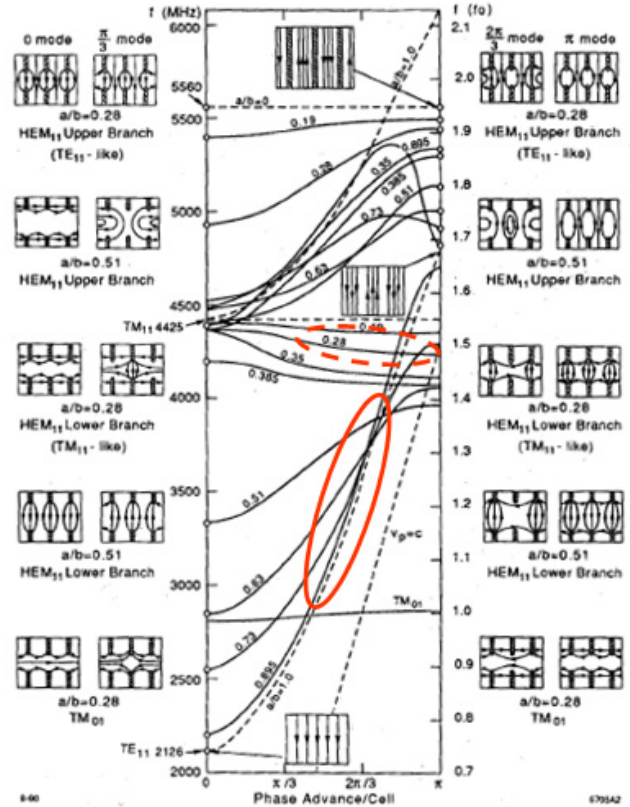 f (MHz)
f (fo)
6000
5560
5500
5000
4500
TM11 4425
4000
3500
3000
2500
TE11 2126
2000
2.1
2.0
1.9
1.8
1.7
1.6
1.5
1.4
1.3
1.2
1.1
1.0
0.9
0.8
0.7
0 mode
π/3 mode
a/b=0.28
HEM11 Upper Branch
(TE11 - like)
a/b=0.51
HEM11 Upper Branch
a/b=0.28
HEM11 Lower Branch
(TM11 - like)
a/b=0.51
HEM11 Lower Branch
a/b=0.28
TM01
2π/3 mode
π mode
a/b=0.28
HEM11 Upper Branch
(TE11 - like)
a/b=0.51
HEM11 Upper Branch
a/b=0.28
HEM11 Lower Branch
(TM11 - like)
a/b=0.51
HEM11 Lower Branch
a/b=0.28
TM01
a/b=1.0
a/b=0
0.19
0.28
0.35
0.895
0.385
0.51
0.73
0.63
0.28
0.35
0.385
0.51
0.63
0.73
0.895
a/b=1.0
vp=c
TM01
0
π/3
2π/3
π
Phase Advance/Cell
8-90
6705A2